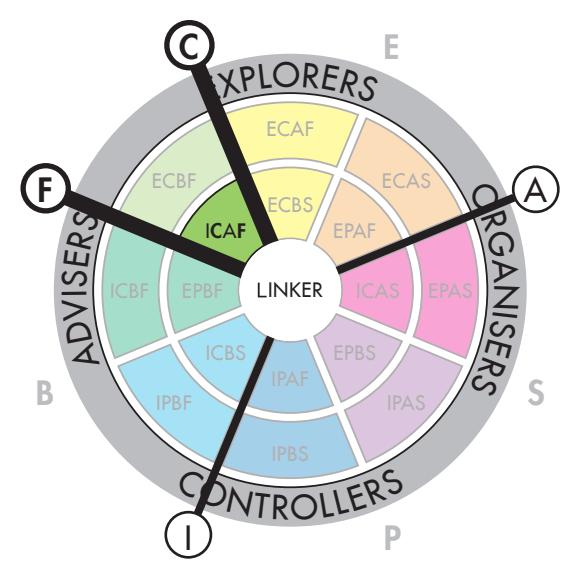 C
E
EXPLORERS
ECAF
ECBF
ECAS
F
ECBS
A
ICAF
EPAF
ORGANISERS
ADVISERS
ICBF
EPBF
LINKER
ICAS
EPAS
ICBS
EPBS
IPAF
B
IPBF
IPAS
S
IPBS
CONTROLLERS
I
P